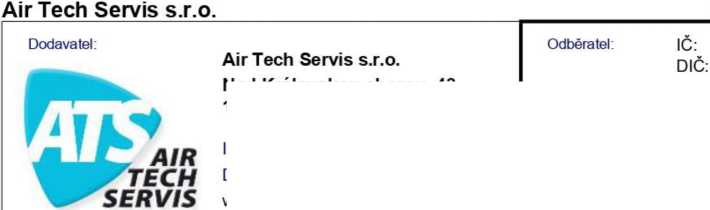 Air Tech Servis s.r.o.
Dodavatel:
Air Tech Servis s.r.o.
ATS
AIR
TECH
SERVIS
Odběratel:
IČ:
DIČ: